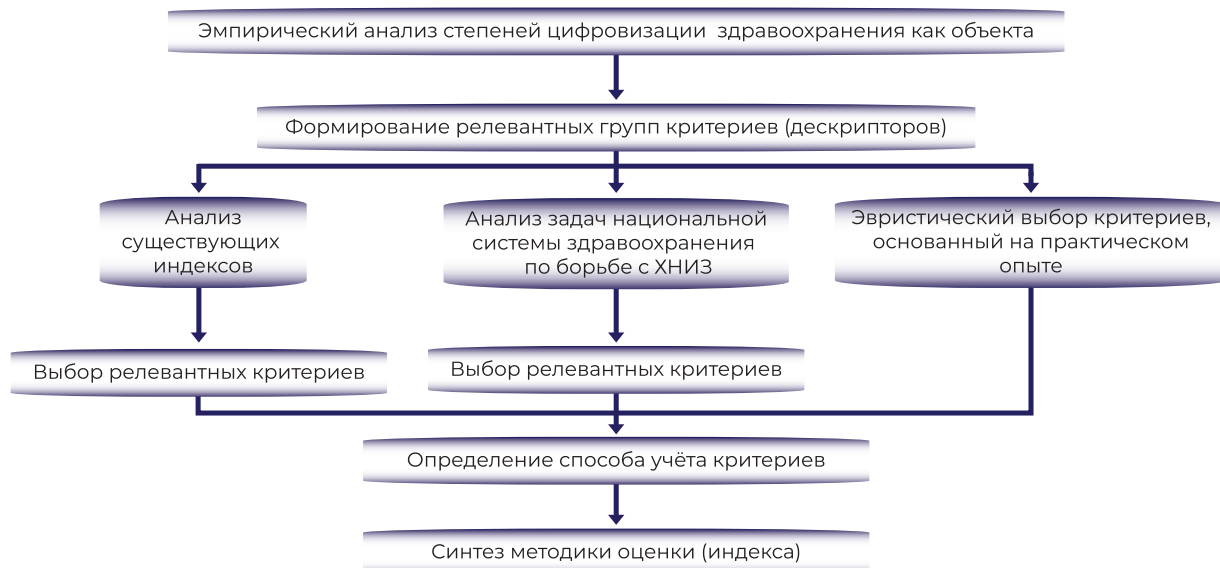 Эмпирический анализ степеней цифровизации здравоохранения как объекта
Формирование релевантных групп критериев (дескрипторов)
Анализ
существующих
индексов
Анализ задач национальной
системы здравоохранения
по борьбе с ХНИЗ
Эвристический выбор критериев,
основанный на практическом
опыте
Выбор релевантных критериев
Выбор релевантных критериев
Определение способа учёта критериев
Синтез методики оценки (индекса)